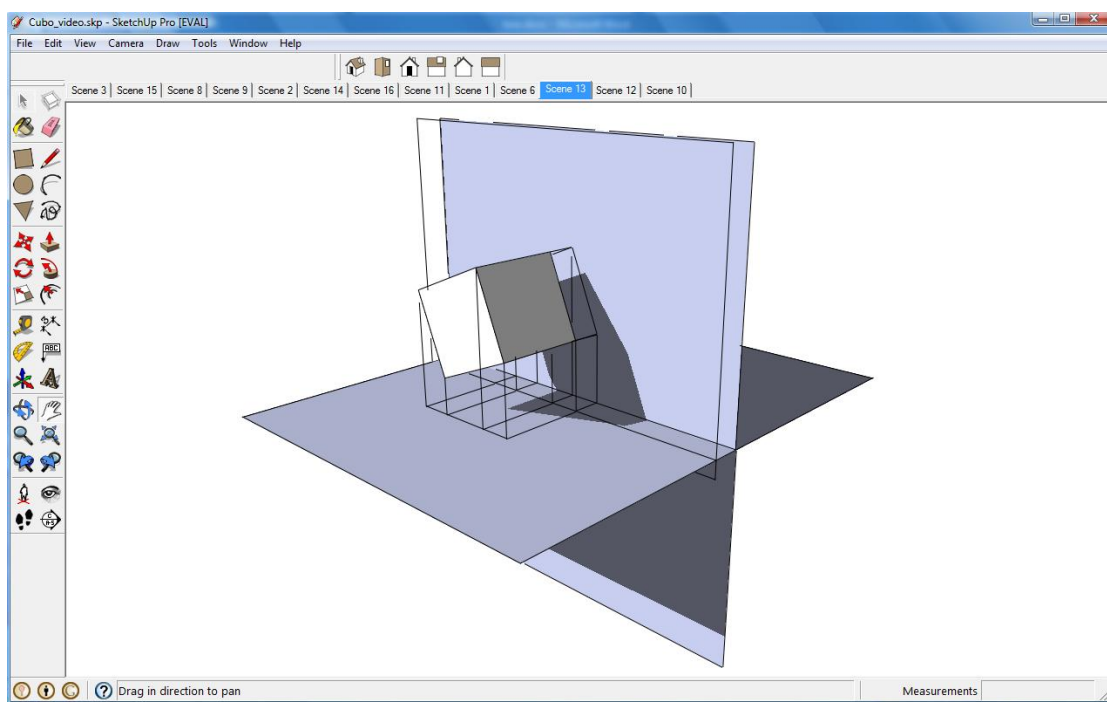 Cubo_video.skp - SketchUp Pro [EVAL]
File Edit View Camera Draw Tools Window Help
Scene 3 Scene 15 Scene 8 Scene 9 Scene 2 Scene 14 Scene 16 Scene 11 Scene 1 Scene 6 Scene 13 Scene 12 Scene 10
ABC
Drag in direction to pan
Measurements